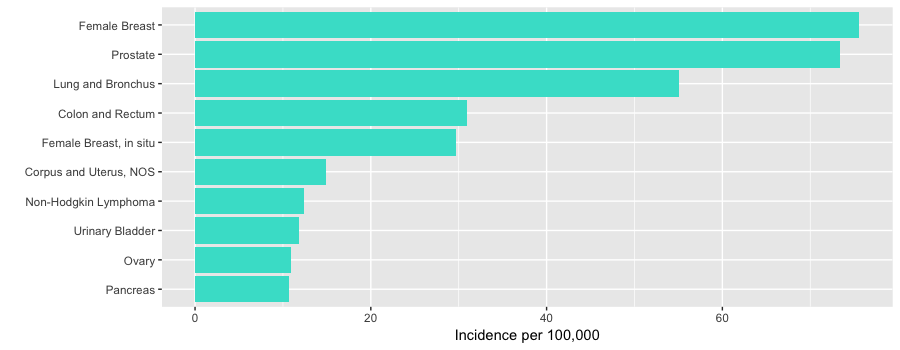 Female Breast
Prostate
Lung and Bronchus
Colon and Rectum
Female Breast, in situ
Corpus and Uterus, NOS
Non-Hodgkin Lymphoma
Urinary Bladder
Ovary
Pancreas
0 20 40 60
Incidence per 100,000